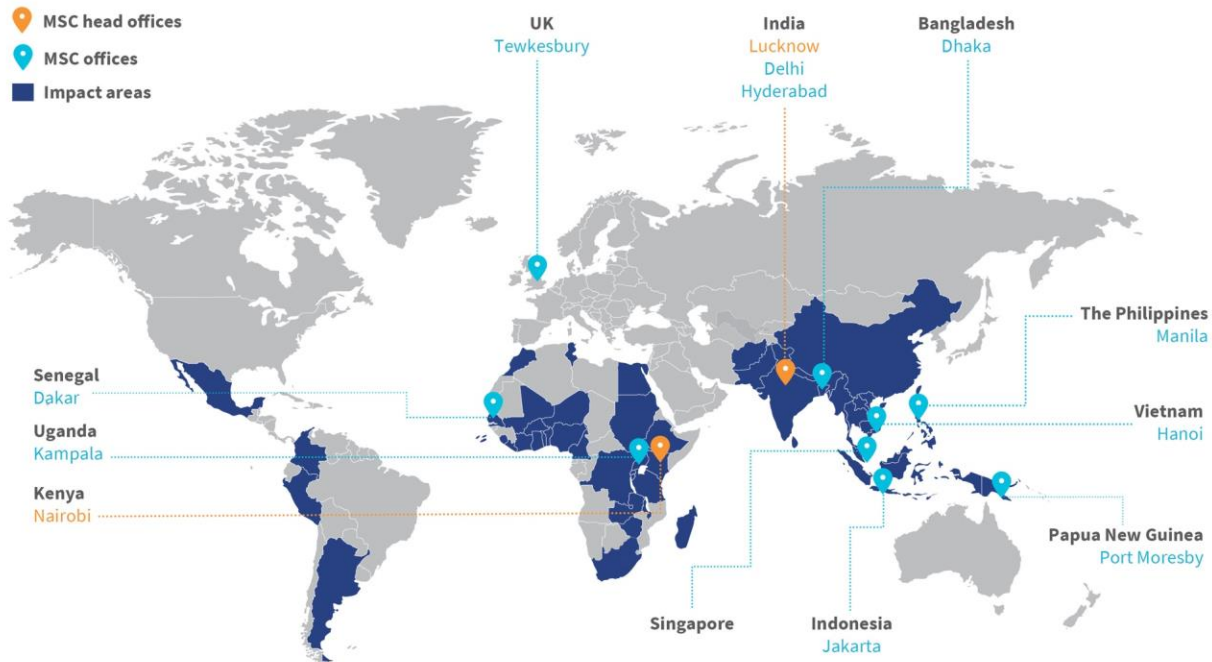 MSC head offices
MSC offices
Impact areas
UK
Tewkesbury
India
Lucknow
Delhi
Hyderabad
Bangladesh
Dhaka
The Philippines
Manila
Senegal
Dakar
Vietnam
Hanoi
Uganda
Kampala
Kenya
Nairobi
Papua New Guinea
Port Moresby
Singapore
Indonesia
Jakarta